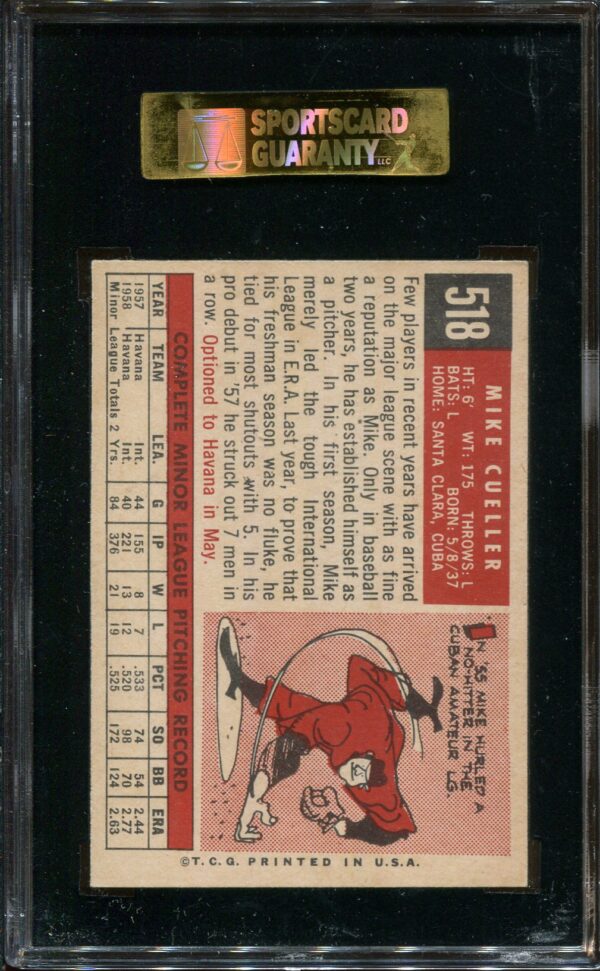 SPORTSCARD
GUARANTY LLC
518
MIKE CUELLER
HT: 6' WT: 175 THROWS: L
BATS: L BORN: 5/8/37
HOME: SANTA CLARA, CUBA
Few players in recent years have arrived
on the major league scene with as fine
a reputation as Mike. Only in baseball
two years, he has established himself as
a pitcher. In his first season, Mike
merely led the tough International
League in E.R.A. Last year, to prove that
his freshman season was no fluke, he
tied for most shutouts with 5. In his
pro debut in '57 he struck out 7 men in
a row. Optioned to Havana in May.
IN '55 MIKE HURLED A
NO-HITTER IN THE
CUBAN AMATEUR LG.
COMPLETE MINOR LEAGUE PITCHING RECORD
YEAR TEAM LEA. G IP W L PCT SO BB ERA
1957 Havana Int. 44 155 8 7 .533 74 54 2.44
1958 Havana Int. 40 221 13 12 .520 98 70 2.77
Minor League Totals 2 Yrs. 84 376 21 19 .525 172 124 2.63
©T.C.G. PRINTED IN U.S.A.